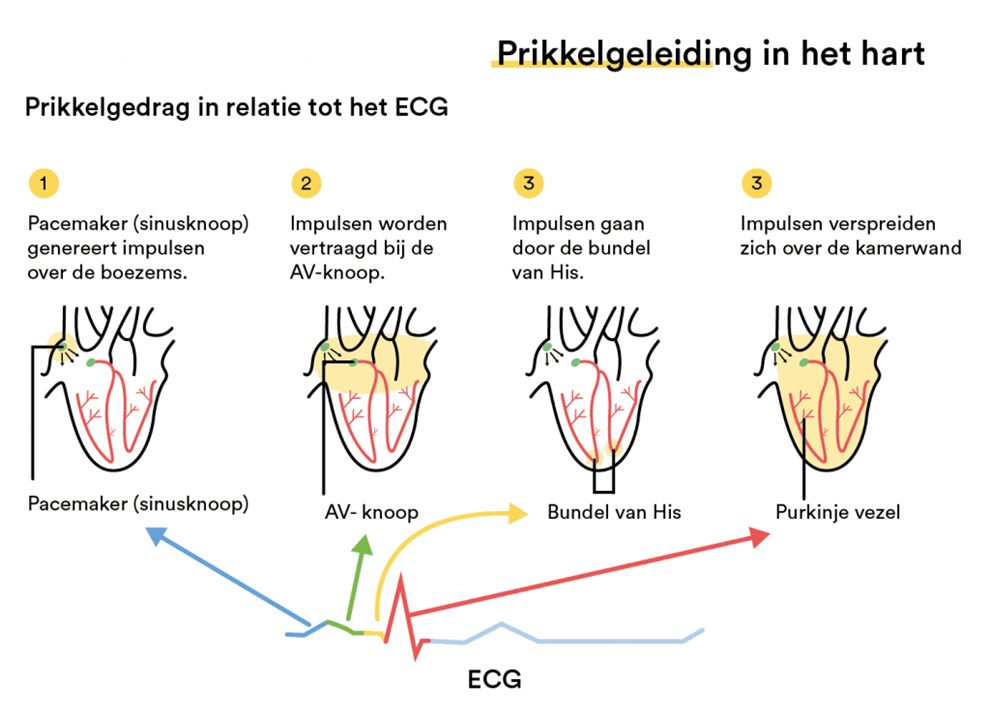 Prikkelgeleiding in het hart
Prikkelgedrag in relatie tot het ECG
1
Pacemaker (sinusknoop)
genereert impulsen
over de boezems.
2
Impulsen worden
vertraagd bij de
AV-knoop.
3
Impulsen gaan
door de bundel
van His.
3
Impulsen verspreiden
zich over de kamerwand
Pacemaker (sinusknoop)
AV- knoop
Bundel van His
Purkinje vezel
ECG